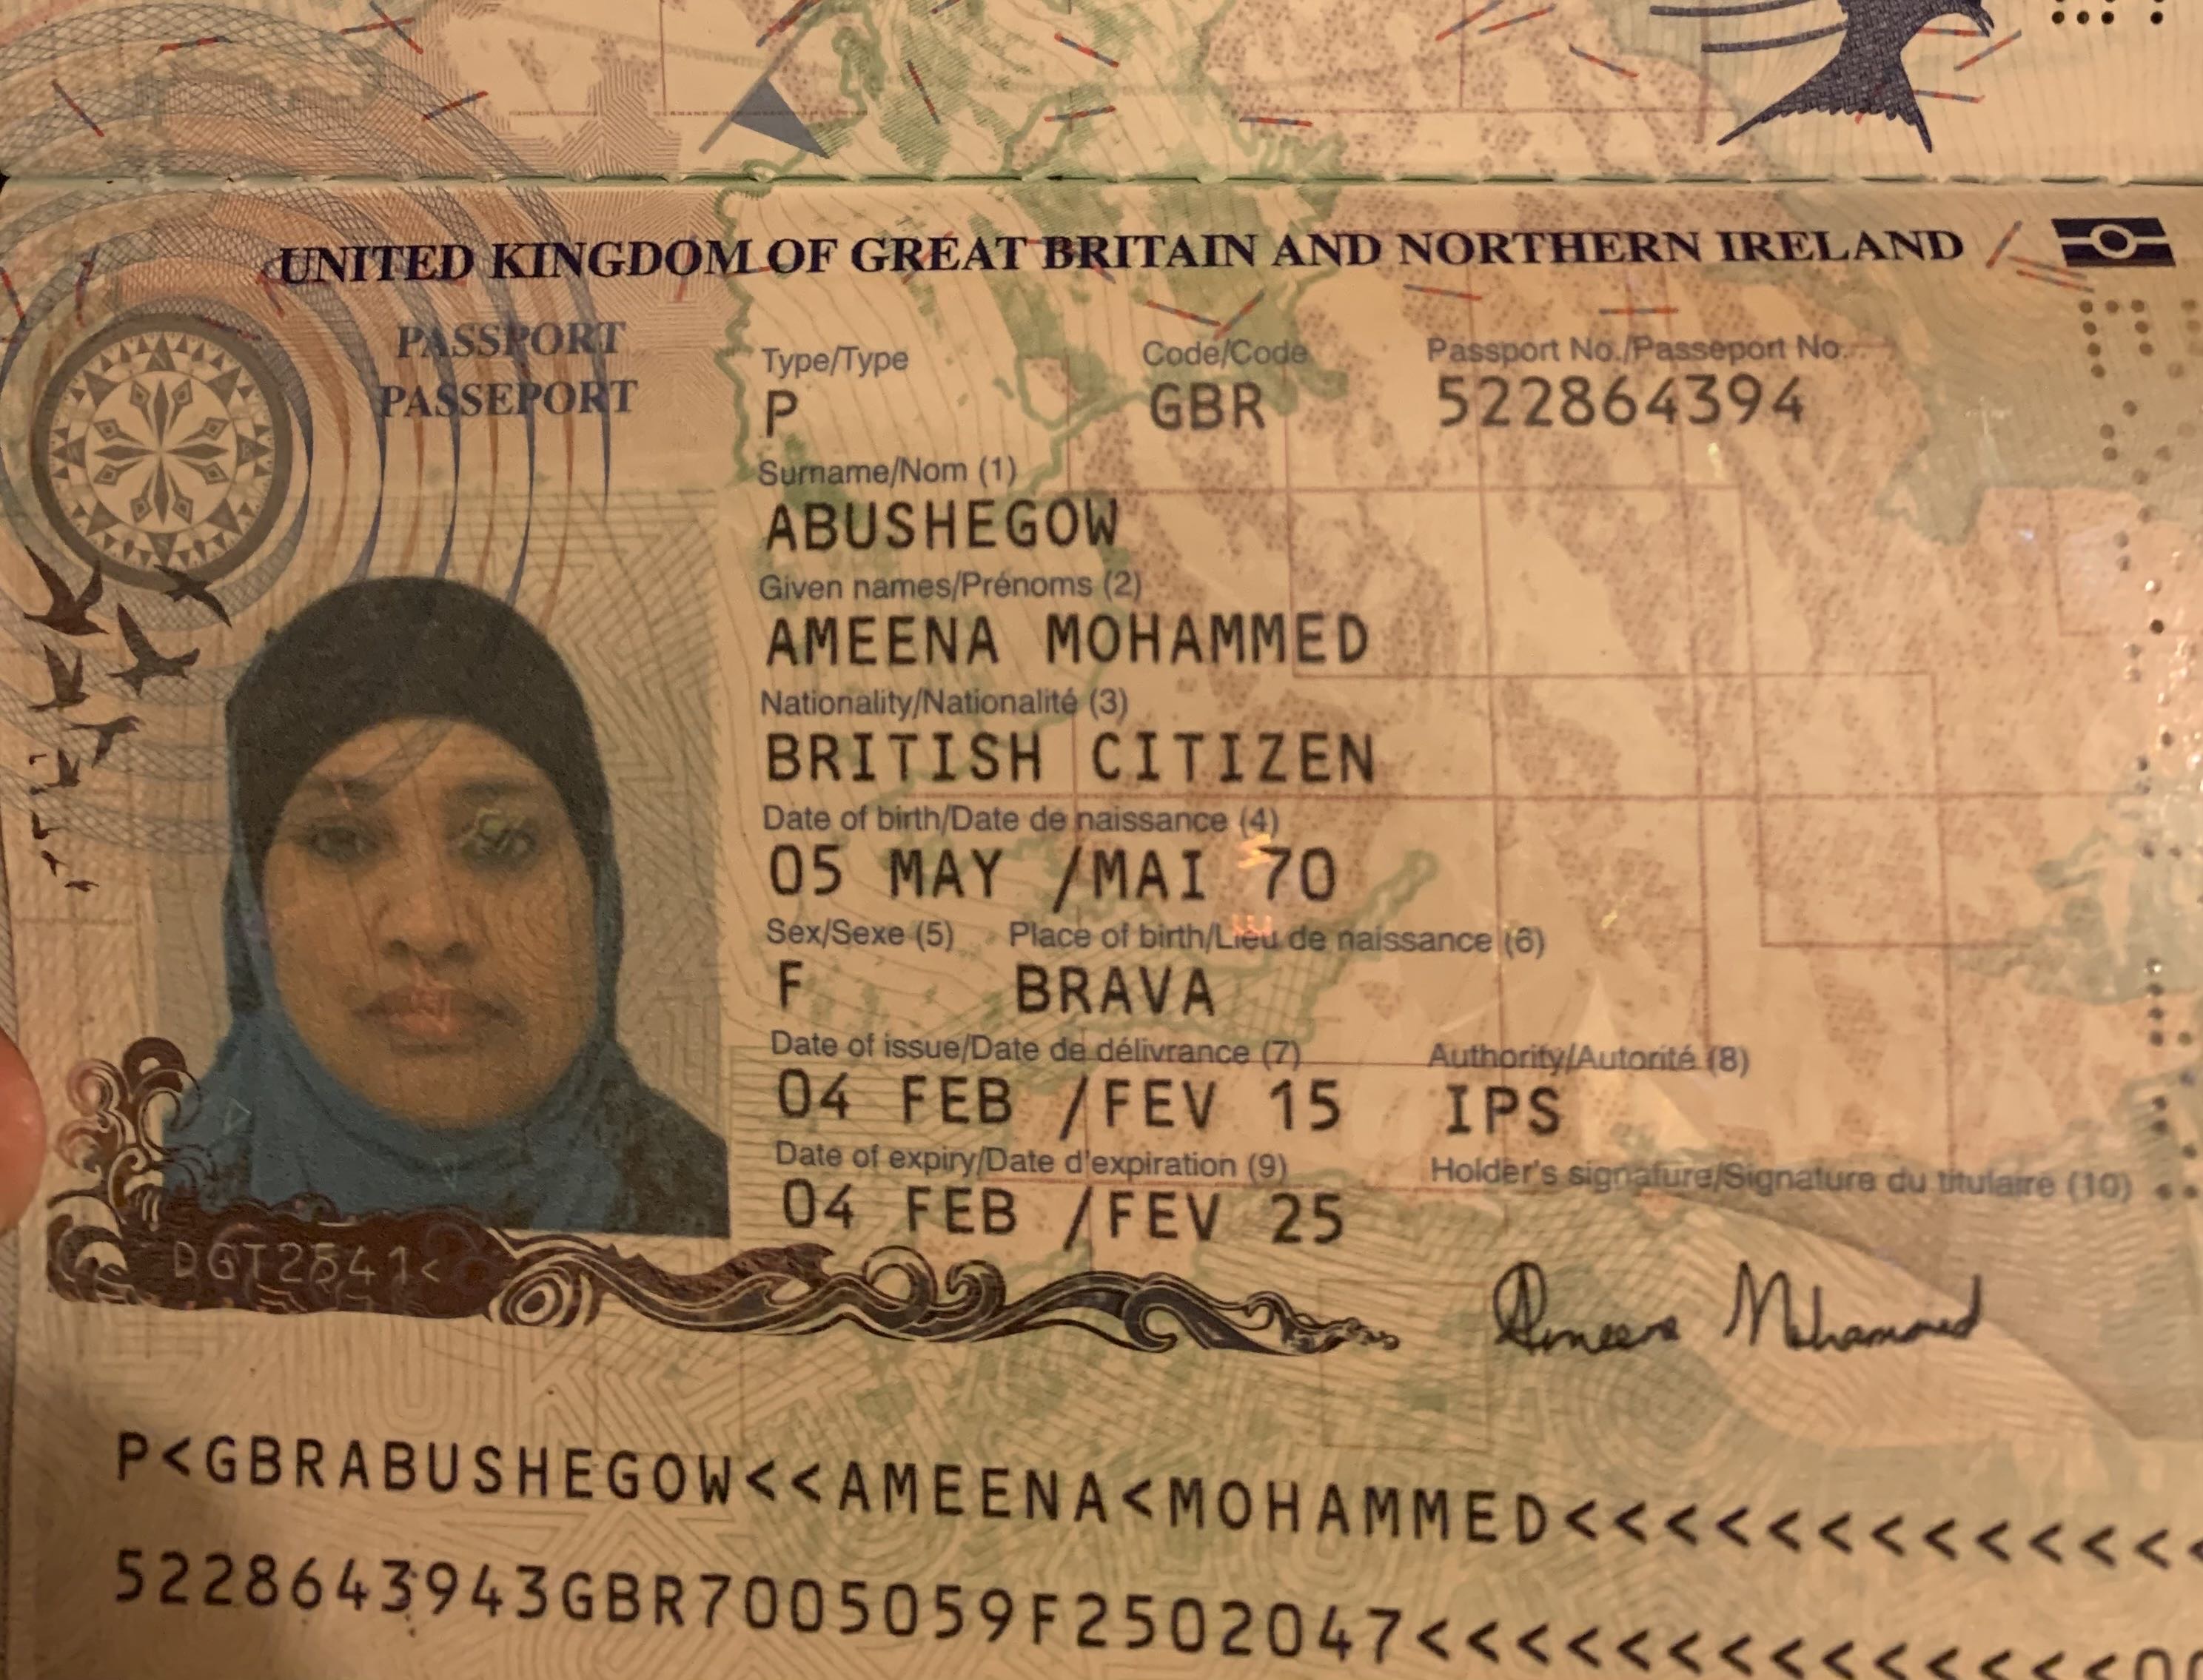 UNITED KINGDOM OF GREAT BRITAIN AND NORTHERN IRELAND
PASSPORT
PASSEPORT
Type/Type Code/Code Passport No./Passeport No.
P GBR 522864394
Surname/Nom (1)
ABUSHEGOW
Given names/Prénoms (2)
AMEENA MOHAMMED
Nationality/Nationalité (3)
BRITISH CITIZEN
Date of birth/Date de naissance (4)
05 MAY /MAI 70
Sex/Sexe (5) Place of birth/Lieu de naissance (6)
F BRAVA
Date of issue/Date de délivrance (7) Authority/Autorité (8)
04 FEB /FEV 15 IPS
Date of expiry/Date d'expiration (9) Holder's signature/Signature du titulaire (10)
04 FEB /FEV 25
Ameena Mohammed
P<GBRABUSHEGOW<<AMEENA<MOHAMMED<<<<<<<<<<<<<
5228643943GBR7005059F2502047<<<<<<<<<<<<<<